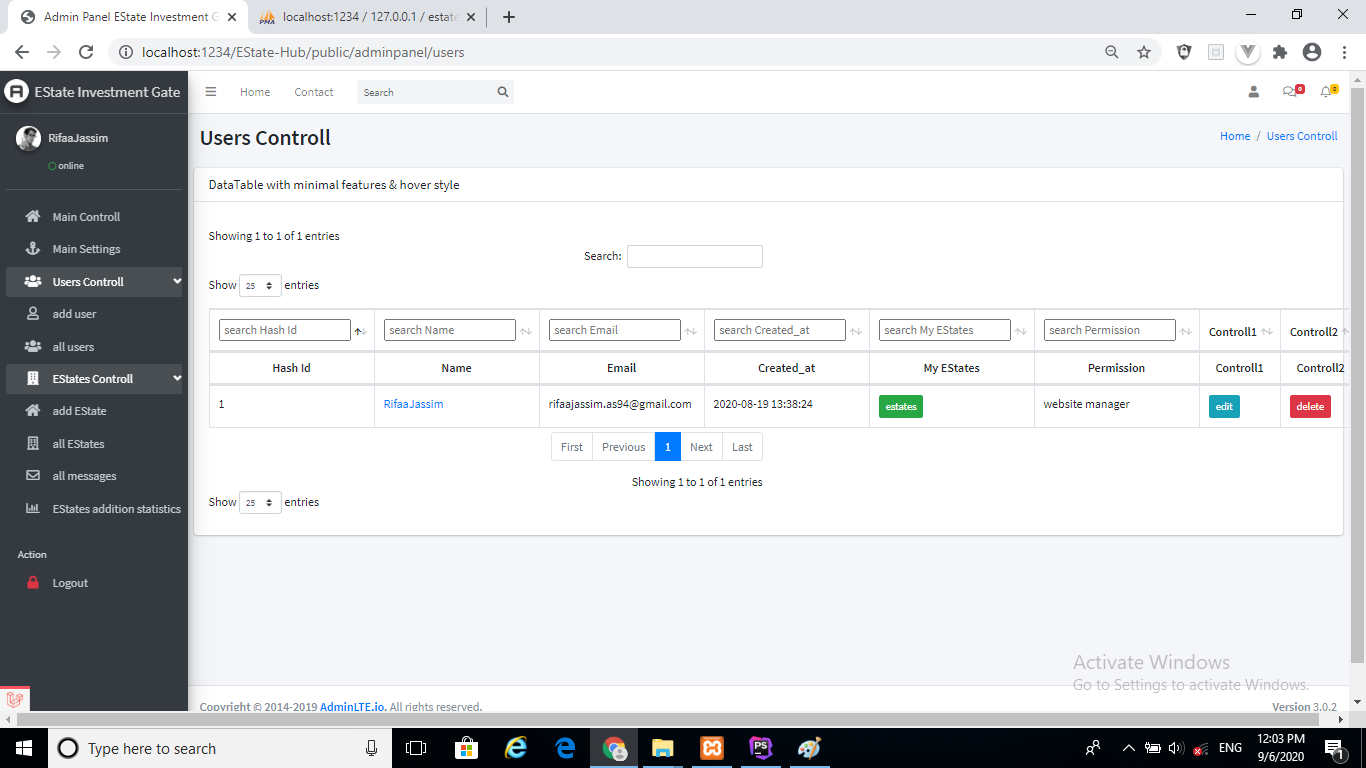 Admin Panel EState Investment G
localhost:1234 / 127.0.0.1 / estate
localhost:1234/EState-Hub/public/adminpanel/users
EState Investment Gate
Home
Contact
Search
0
0
RifaaJassim
online
Users Controll
Home / Users Controll
DataTable with minimal features & hover style
Main Controll
Main Settings
Users Controll
add user
all users
EStates Controll
add EState
all EStates
all messages
EStates addition statistics
Action
Logout
Showing 1 to 1 of 1 entries
Search:
Show 25 entries
search Hash Id
search Name
search Email
search Created_at
search My EStates
search Permission
Controll1
Controll2
Hash Id
Name
Email
Created_at
My EStates
Permission
Controll1
Controll2
1
RifaaJassim
rifaajassim.as94@gmail.com
2020-08-19 13:38:24
estates
website manager
edit
delete
First
Previous
1
Next
Last
Showing 1 to 1 of 1 entries
Show 25 entries
Activate Windows
Go to Settings to activate Windows.
Copyright © 2014-2019 AdminLTE.io. All rights reserved.
Version 3.0.2
Type here to search
PS
ENG
12:03 PM
9/6/2020
1